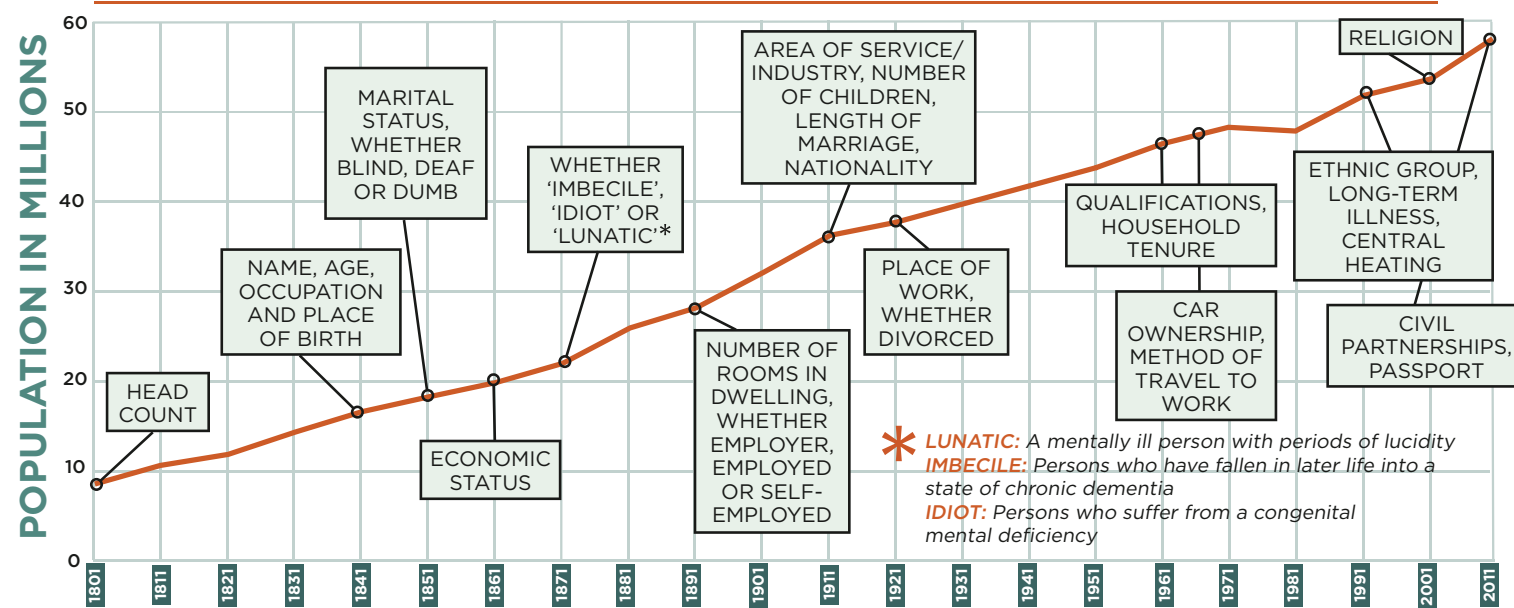 POPULATION IN MILLIONS
60
50
40
30
20
10
0
HEAD
COUNT
NAME, AGE,
OCCUPATION
AND PLACE
OF BIRTH
MARITAL
STATUS,
WHETHER
BLIND, DEAF
OR DUMB
ECONOMIC
STATUS
WHETHER
‘IMBECILE’,
‘IDIOT’ OR
‘LUNATIC’*
NUMBER OF
ROOMS IN
DWELLING,
WHETHER
EMPLOYER,
EMPLOYED
OR SELF-
EMPLOYED
AREA OF SERVICE/
INDUSTRY, NUMBER
OF CHILDREN,
LENGTH OF
MARRIAGE,
NATIONALITY
PLACE OF
WORK,
WHETHER
DIVORCED
QUALIFICATIONS,
HOUSEHOLD
TENURE
CAR
OWNERSHIP,
METHOD OF
TRAVEL TO
WORK
ETHNIC GROUP,
LONG-TERM
ILLNESS,
CENTRAL
HEATING
RELIGION
CIVIL
PARTNERSHIPS,
PASSPORT
* LUNATIC: A mentally ill person with periods of lucidity
IMBECILE: Persons who have fallen in later life into a
state of chronic dementia
IDIOT: Persons who suffer from a congenital
mental deficiency
1801
1811
1821
1831
1841
1851
1861
1871
1881
1891
1901
1911
1921
1931
1941
1951
1961
1971
1981
1991
2001
2011